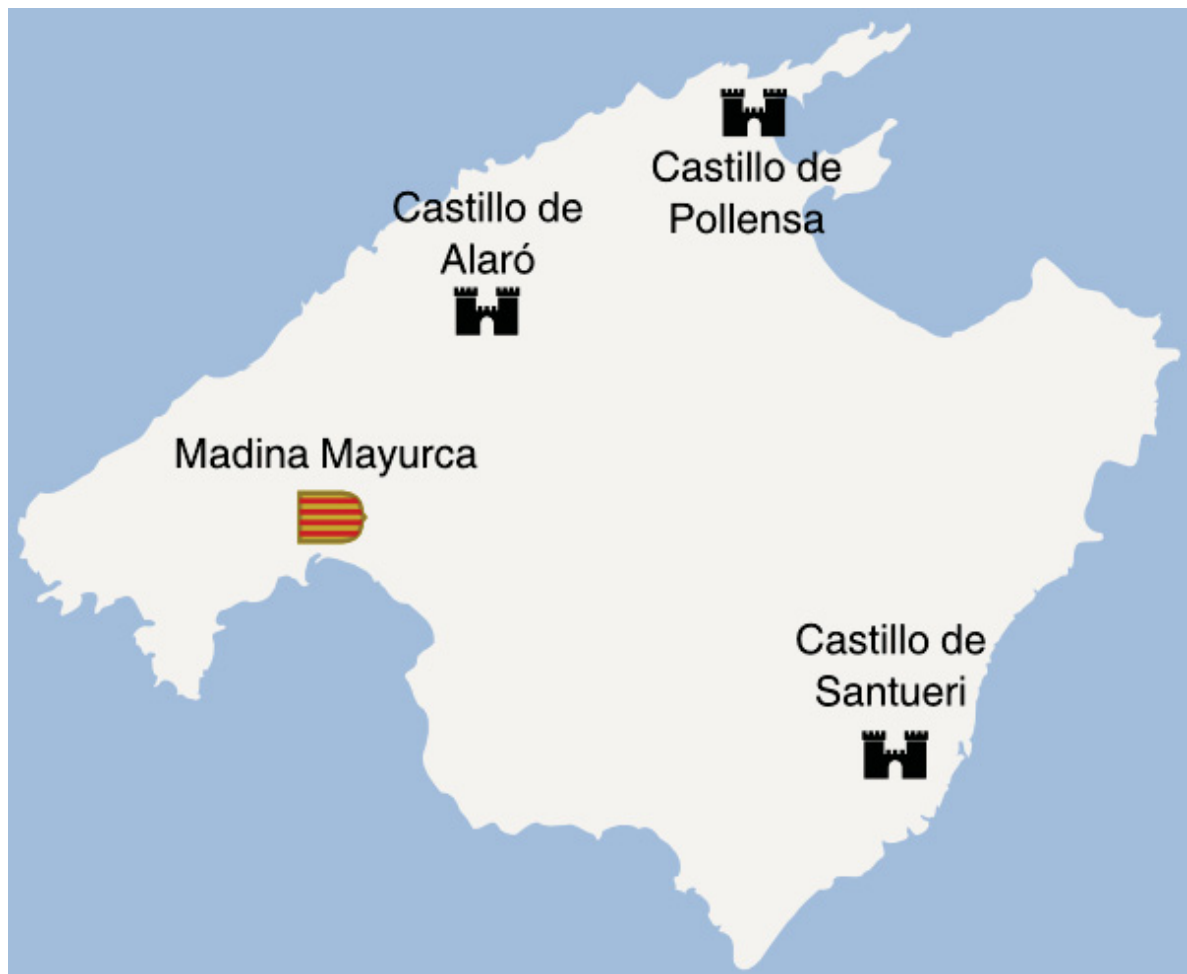 Castillo de
Pollensa
Castillo de
Alaró
Madina Mayurca
Castillo de
Santueri